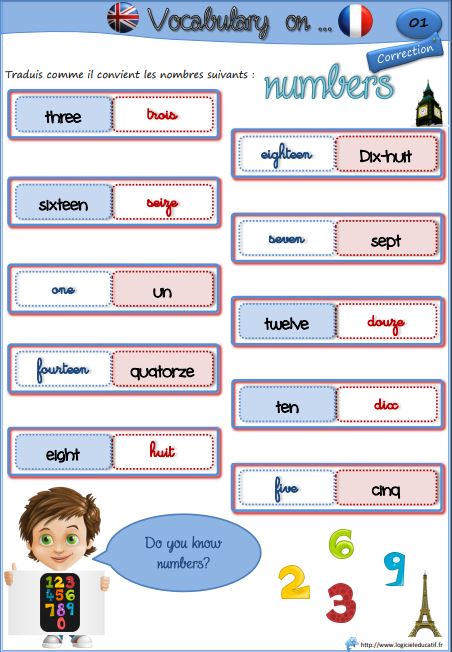 Vocabulary on ...
01
Correction
numbers
Traduis comme il convient les nombres suivants :
three trois
sixteen seize
one un
fourteen quatorze
eight huit
eighteen Dix-huit
seven sept
twelve douze
ten dix
five cinq
Do you know
numbers?
123
456
789
0
6
2
9
3
http://www.logicieleducatif.fr